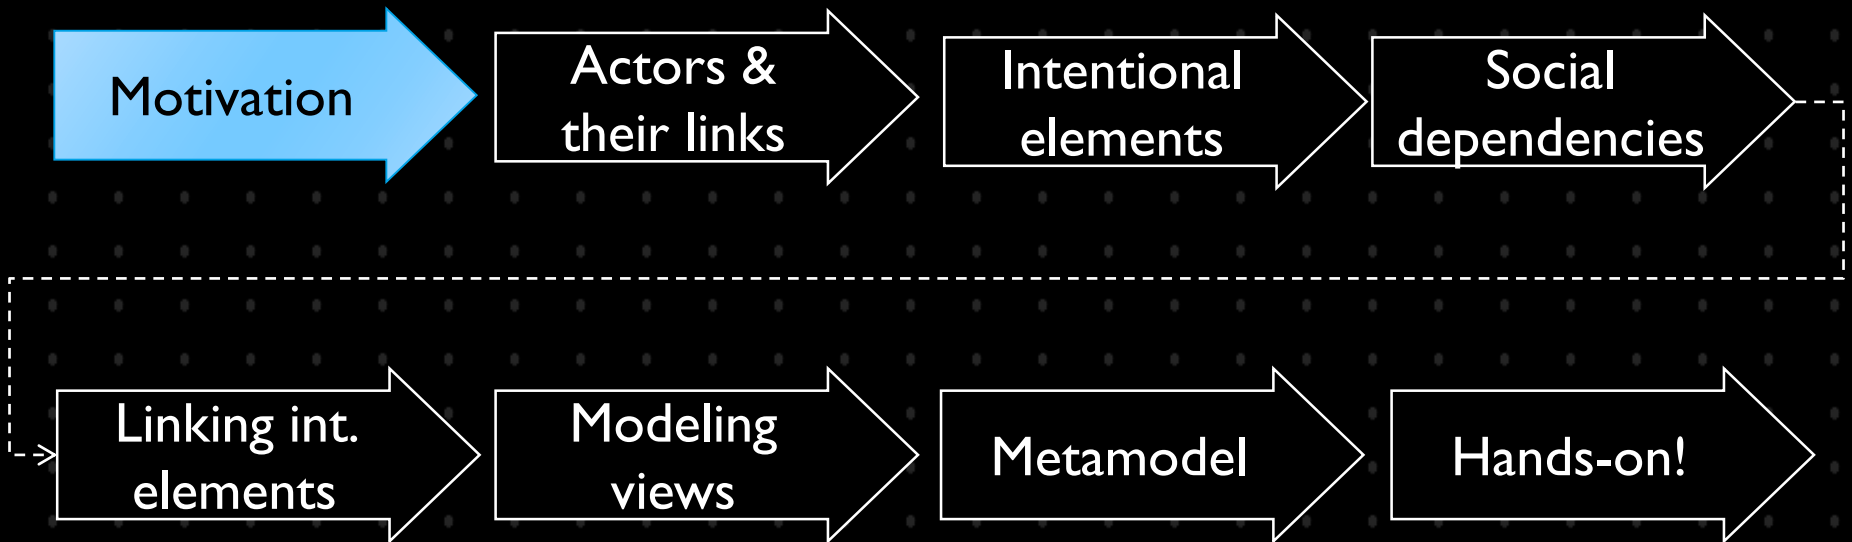 Motivation
Actors &
their links
Intentional
elements
Social
dependencies
Linking int.
elements
Modeling
views
Metamodel
Hands-on!